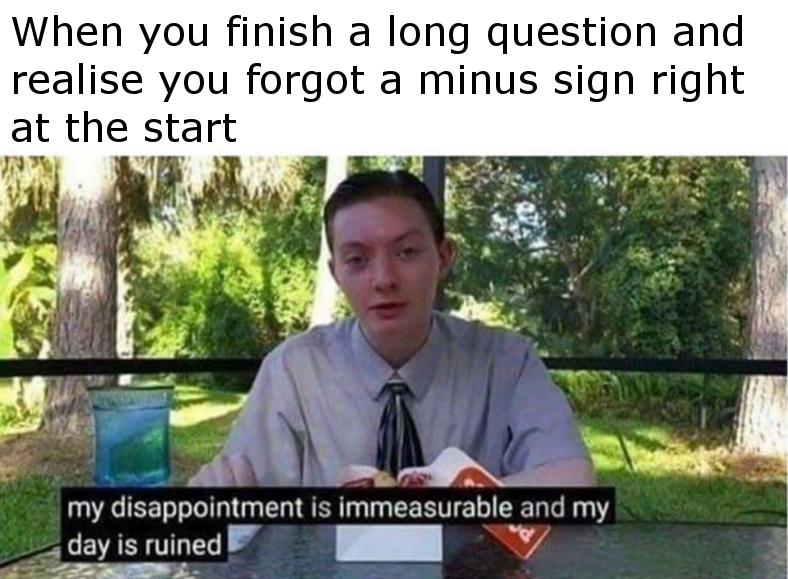 When you finish a long question and
realise you forgot a minus sign right
at the start
my disappointment is immeasurable and my
day is ruined